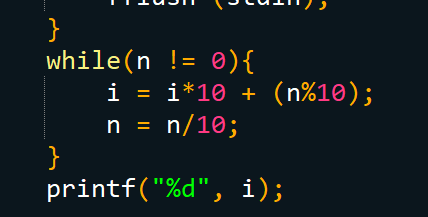 }
while(n != 0){
i = i*10 + (n%10);
n = n/10;
}
printf("%d", i);